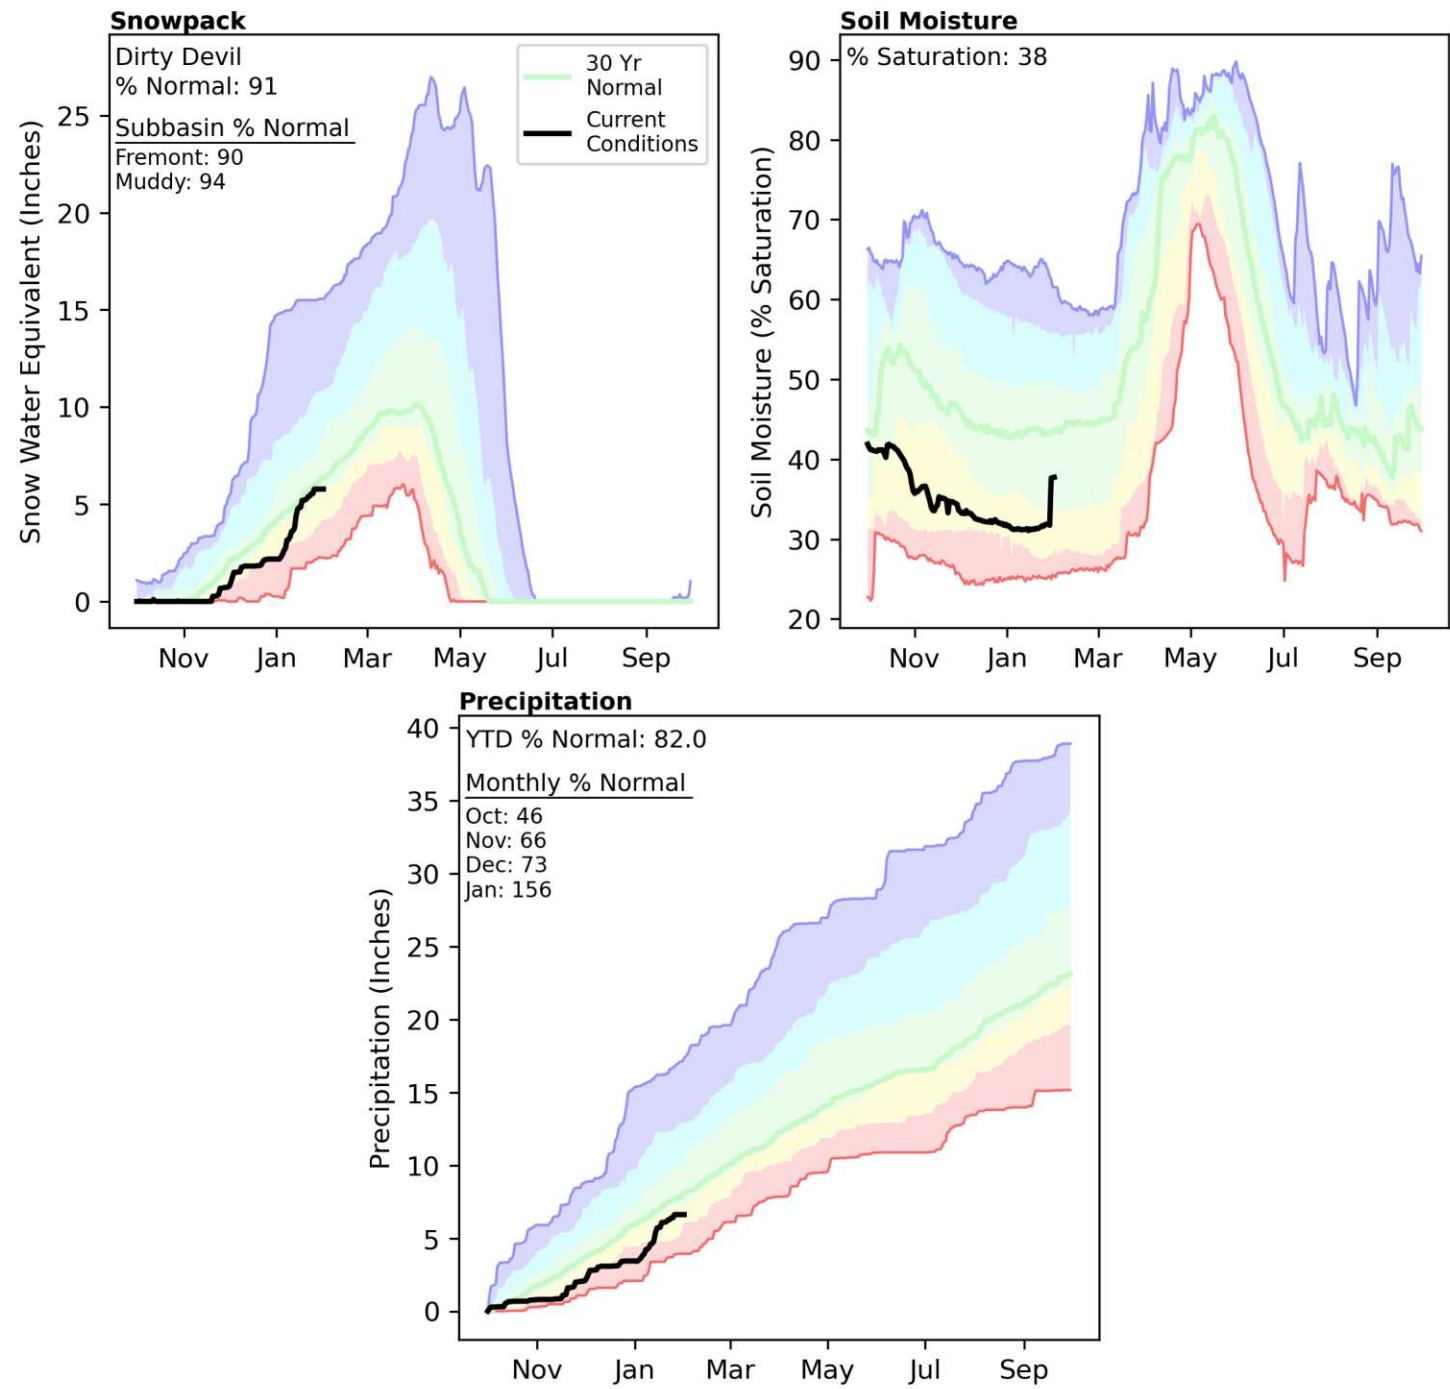 Snowpack
Dirty Devil
% Normal: 91
Subbasin % Normal
Fremont: 90
Muddy: 94
30 Yr
Normal
Current
Conditions
Snow Water Equivalent (Inches)
25
20
15
10
5
0
Nov Jan Mar May Jul Sep
Soil Moisture
% Saturation: 38
Soil Moisture (% Saturation)
90
80
70
60
50
40
30
20
Nov Jan Mar May Jul Sep
Precipitation
YTD % Normal: 82.0
Monthly % Normal
Oct: 46
Nov: 66
Dec: 73
Jan: 156
Precipitation (Inches)
40
35
30
25
20
15
10
5
0
Nov Jan Mar May Jul Sep